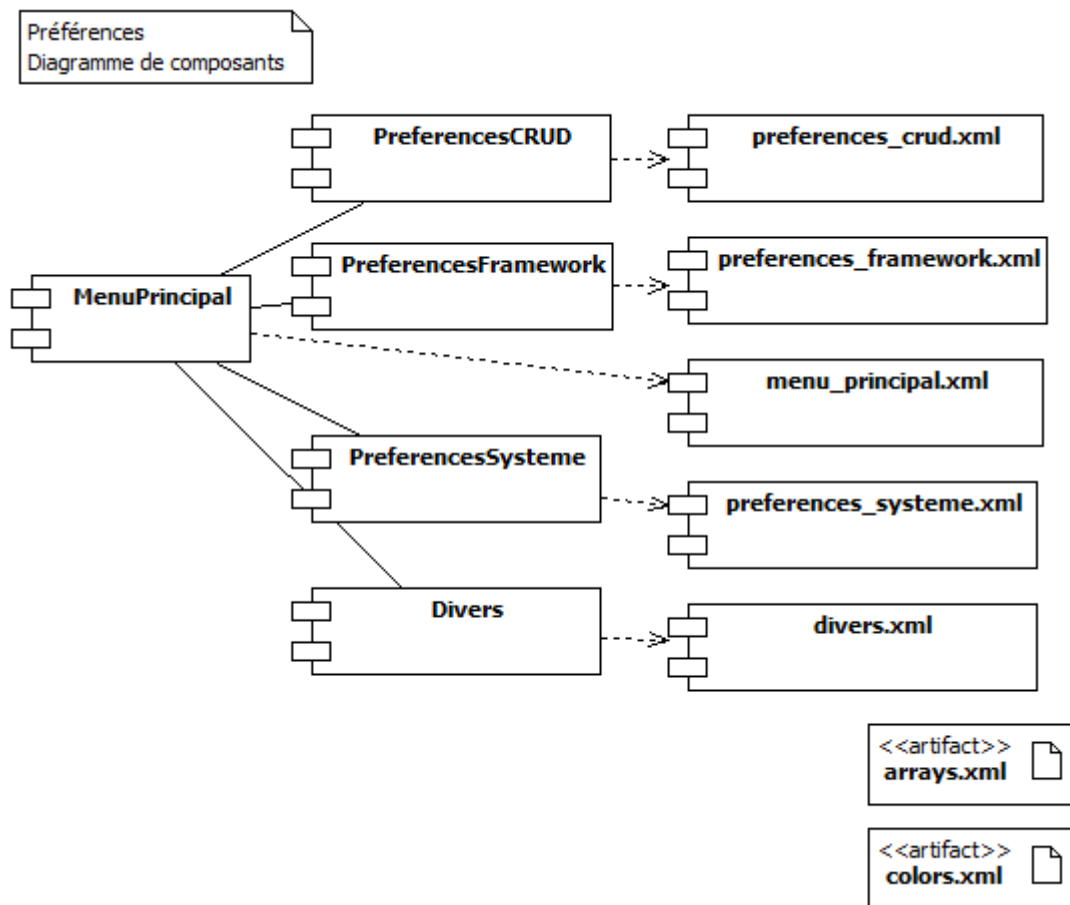 Préférences
Diagramme de composants
PreferencesCRUD
preferences_crud.xml
PreferencesFramework
preferences_framework.xml
MenuPrincipal
menu_principal.xml
PreferencesSysteme
preferences_systeme.xml
Divers
divers.xml
<<artifact>>
arrays.xml
<<artifact>>
colors.xml